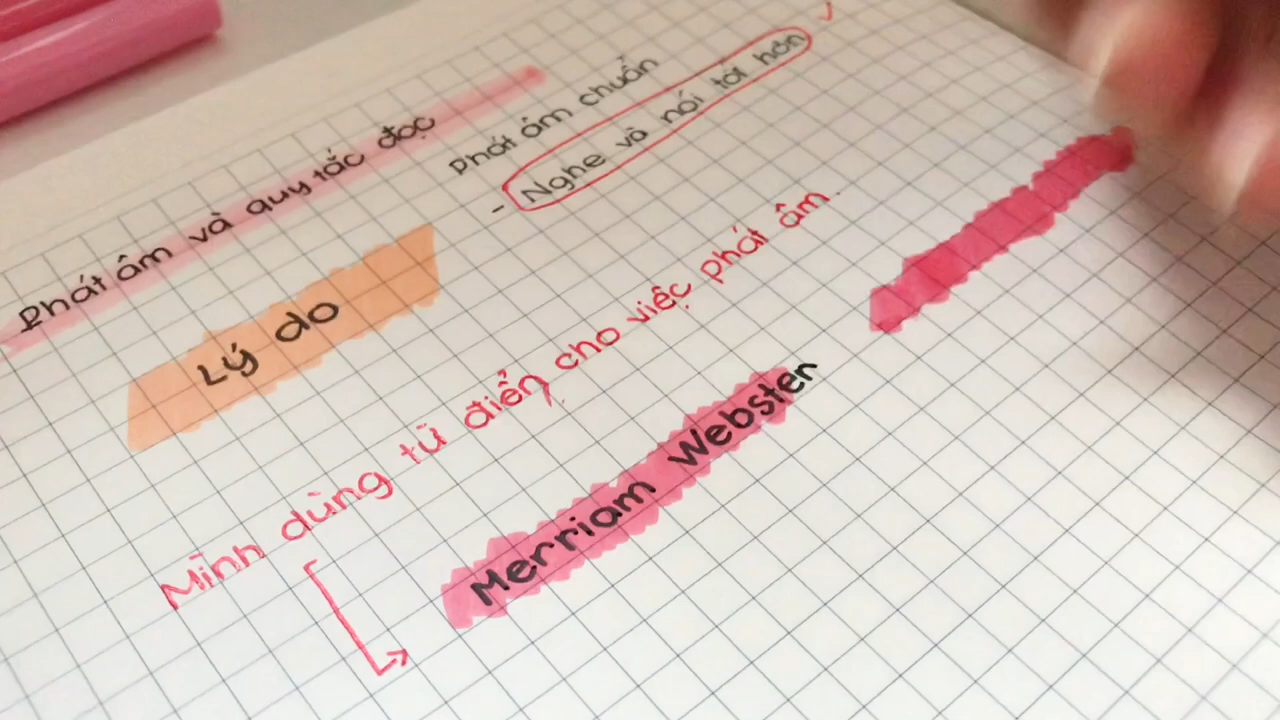 Phát âm và quy tắc đọc
Lý do
Phát âm chuẩn
- Nghe và nói tốt hơn
Mình dùng từ điển cho việc phát âm.
Merriam Webster